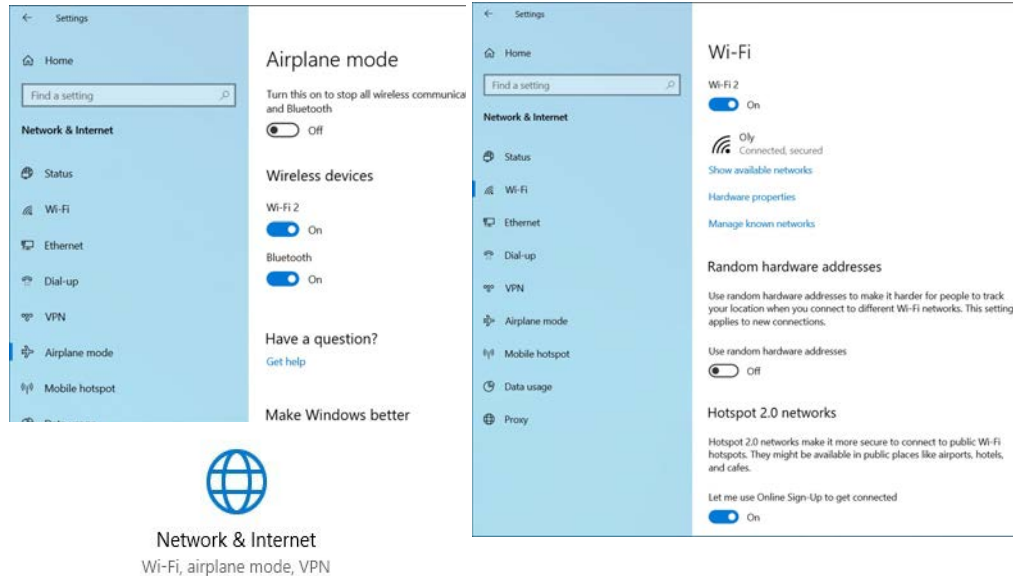 Settings
Home
Find a setting
Network & Internet
Status
Wi-Fi
Ethernet
Dial-up
VPN
Airplane mode
Mobile hotspot
Airplane mode
Turn this on to stop all wireless communica
and Bluetooth
Off
Wireless devices
Wi-Fi 2
On
Bluetooth
On
Have a question?
Get help
Make Windows better
Network & Internet
Wi-Fi, airplane mode, VPN
Settings
Home
Find a setting
Network & Internet
Status
Wi-Fi
Ethernet
Dial-up
VPN
Airplane mode
Mobile hotspot
Data usage
Proxy
Wi-Fi
Wi-Fi 2
On
Oly
Connected, secured
Show available networks
Hardware properties
Manage known networks
Random hardware addresses
Use random hardware addresses to make it harder for people to track
your location when you connect to different Wi-Fi networks. This setting
applies to new connections.
Use random hardware addresses
Off
Hotspot 2.0 networks
Hotspot 2.0 networks make it more secure to connect to public Wi-Fi
hotspots. They might be available in public places like airports, hotels,
and cafes.
Let me use Online Sign-Up to get connected
On